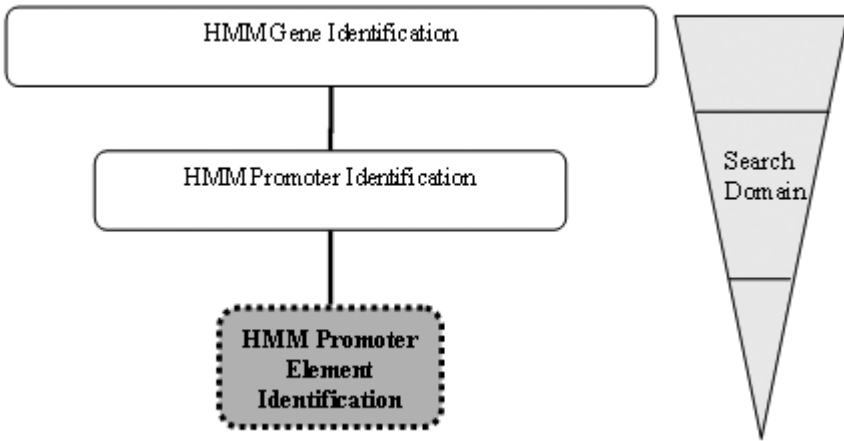 HMM Gene Identification
HMM Promoter Identification
Search
Domain
HMM Promoter
Element
Identification